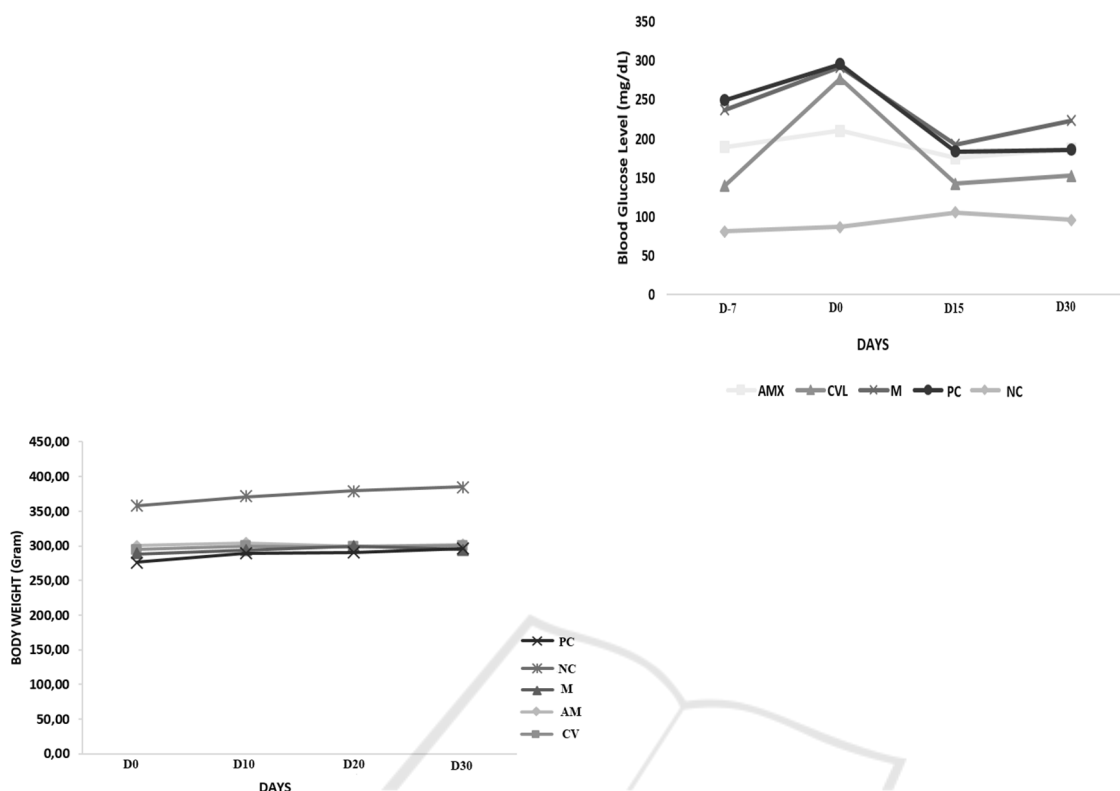 350
300
250
200
150
100
50
0
Blood Glucose Level (mg/dL)
D-7 D0 D15 D30
DAYS
AMX CVL M PC NC
450,00
400,00
350,00
300,00
250,00
200,00
150,00
100,00
50,00
0,00
BODY WEIGHT (Gram)
D0 D10 D20 D30
DAYS
PC
NC
M
AM
CV